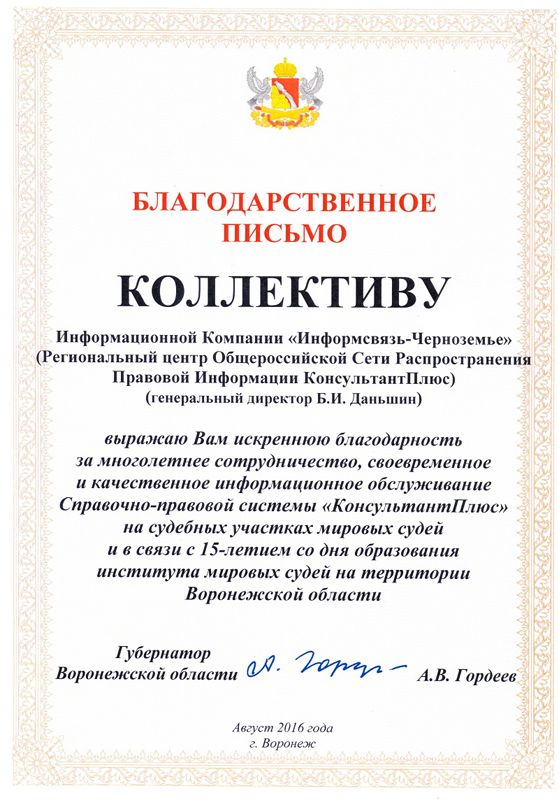 БЛАГОДАРСТВЕННОЕ
ПИСЬМО
КОЛЛЕКТИВУ
Информационной Компании «Информсвязь-Черноземье»
(Региональный центр Общероссийской Сети Распространения
Правовой Информации КонсультантПлюс)
(генеральный директор Б.И. Даньшин)
выражаю Вам искреннюю благодарность
за многолетнее сотрудничество, своевременное
и качественное информационное обслуживание
Справочно-правовой системы «КонсультантПлюс»
на судебных участках мировых судей
и в связи с 15-летием со дня образования
института мировых судей на территории
Воронежской области
Губернатор
Воронежской области А. Гордеев А.В. Гордеев
Август 2016 года
г. Воронеж